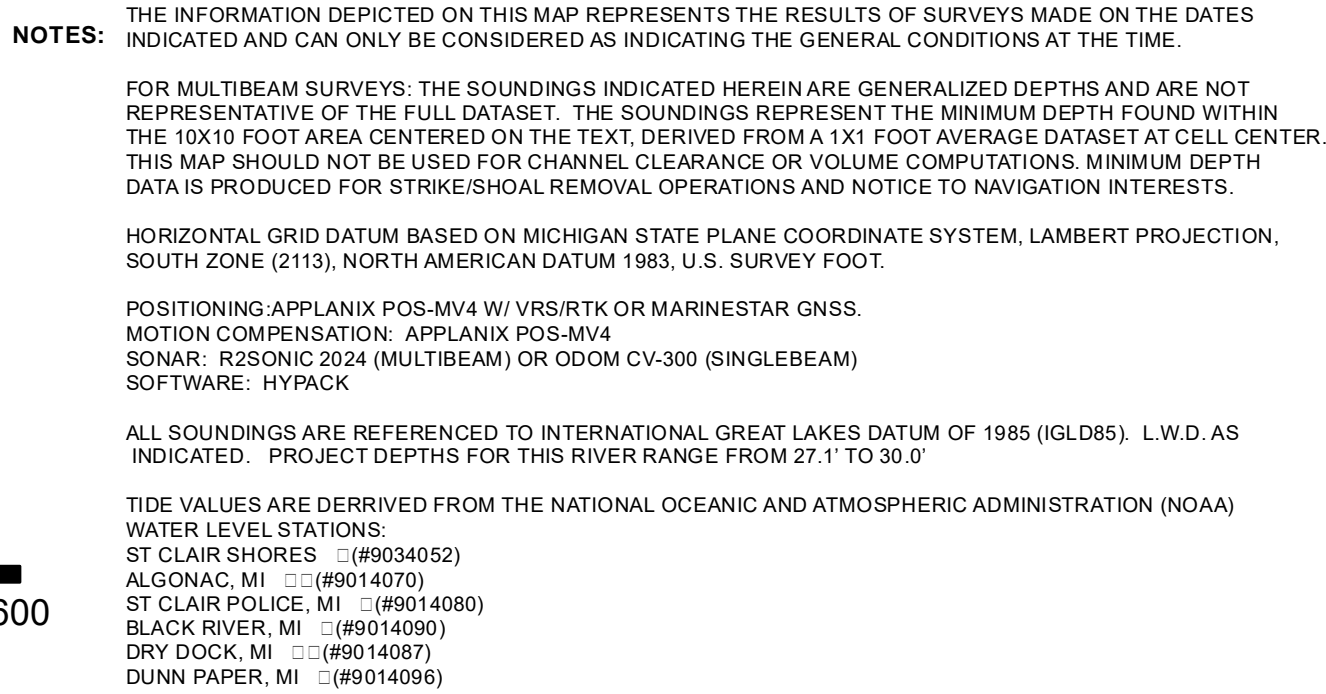 NOTES:
THE INFORMATION DEPICTED ON THIS MAP REPRESENTS THE RESULTS OF SURVEYS MADE ON THE DATES
INDICATED AND CAN ONLY BE CONSIDERED AS INDICATING THE GENERAL CONDITIONS AT THE TIME.
FOR MULTIBEAM SURVEYS: THE SOUNDINGS INDICATED HEREIN ARE GENERALIZED DEPTHS AND ARE NOT
REPRESENTATIVE OF THE FULL DATASET. THE SOUNDINGS REPRESENT THE MINIMUM DEPTH FOUND WITHIN
THE 10X10 FOOT AREA CENTERED ON THE TEXT, DERIVED FROM A 1X1 FOOT AVERAGE DATASET AT CELL CENTER.
THIS MAP SHOULD NOT BE USED FOR CHANNEL CLEARANCE OR VOLUME COMPUTATIONS. MINIMUM DEPTH
DATA IS PRODUCED FOR STRIKE/SHOAL REMOVAL OPERATIONS AND NOTICE TO NAVIGATION INTERESTS.
HORIZONTAL GRID DATUM BASED ON MICHIGAN STATE PLANE COORDINATE SYSTEM, LAMBERT PROJECTION,
SOUTH ZONE (2113), NORTH AMERICAN DATUM 1983, U.S. SURVEY FOOT.
POSITIONING:APPLANIX POS-MV4 W/ VRS/RTK OR MARINESTAR GNSS.
MOTION COMPENSATION: APPLANIX POS-MV4
SONAR: R2SONIC 2024 (MULTIBEAM) OR ODOM CV-300 (SINGLEBEAM)
SOFTWARE: HYPACK
ALL SOUNDINGS ARE REFERENCED TO INTERNATIONAL GREAT LAKES DATUM OF 1985 (IGLD85). L.W.D. AS
INDICATED. PROJECT DEPTHS FOR THIS RIVER RANGE FROM 27.1' TO 30.0'
TIDE VALUES ARE DERRIVED FROM THE NATIONAL OCEANIC AND ATMOSPHERIC ADMINISTRATION (NOAA)
WATER LEVEL STATIONS:
ST CLAIR SHORES □(#9034052)
ALGONAC, MI □□(#9014070)
ST CLAIR POLICE, MI □(#9014080)
BLACK RIVER, MI □(#9014090)
DRY DOCK, MI □□(#9014087)
DUNN PAPER, MI □(#9014096)
600